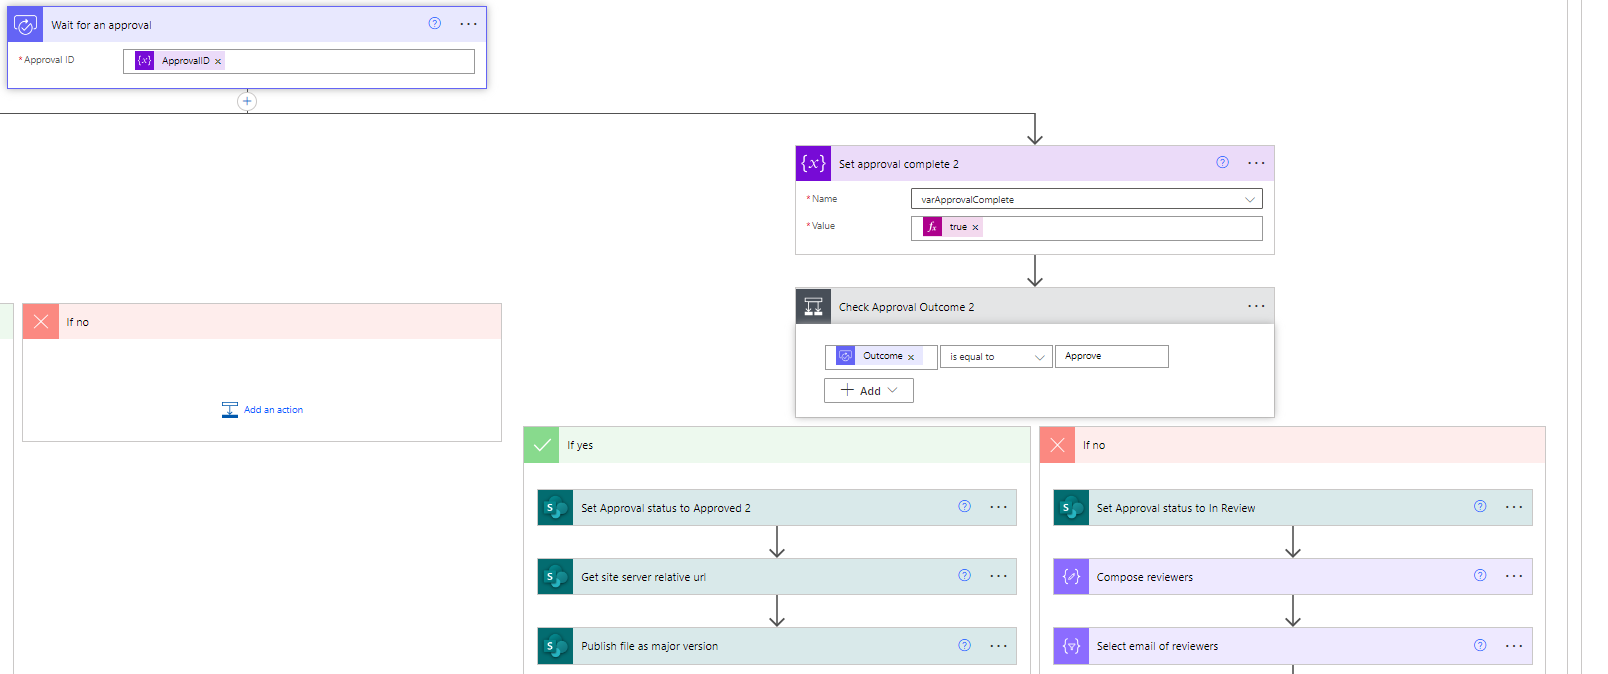 Wait for an approval
* Approval ID
{x} ApprovalID ×
{x} Set approval complete 2
* Name
varApprovalComplete
* Value
fx true ×
Check Approval Outcome 2
Outcome × is equal to Approve
+ Add
If no
Add an action
If yes
S Set Approval status to Approved 2
S Get site server relative url
S Publish file as major version
If no
S Set Approval status to In Review
Compose reviewers
Select email of reviewers